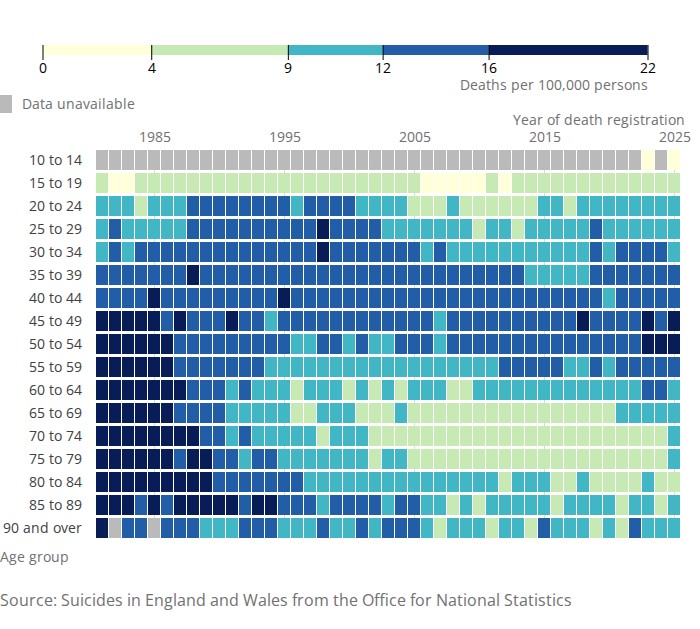 0 4 9 12 16 22
Deaths per 100,000 persons
Data unavailable
Year of death registration
1985 1995 2005 2015 2025
10 to 14
15 to 19
20 to 24
25 to 29
30 to 34
35 to 39
40 to 44
45 to 49
50 to 54
55 to 59
60 to 64
65 to 69
70 to 74
75 to 79
80 to 84
85 to 89
90 and over
Age group
Source: Suicides in England and Wales from the Office for National Statistics